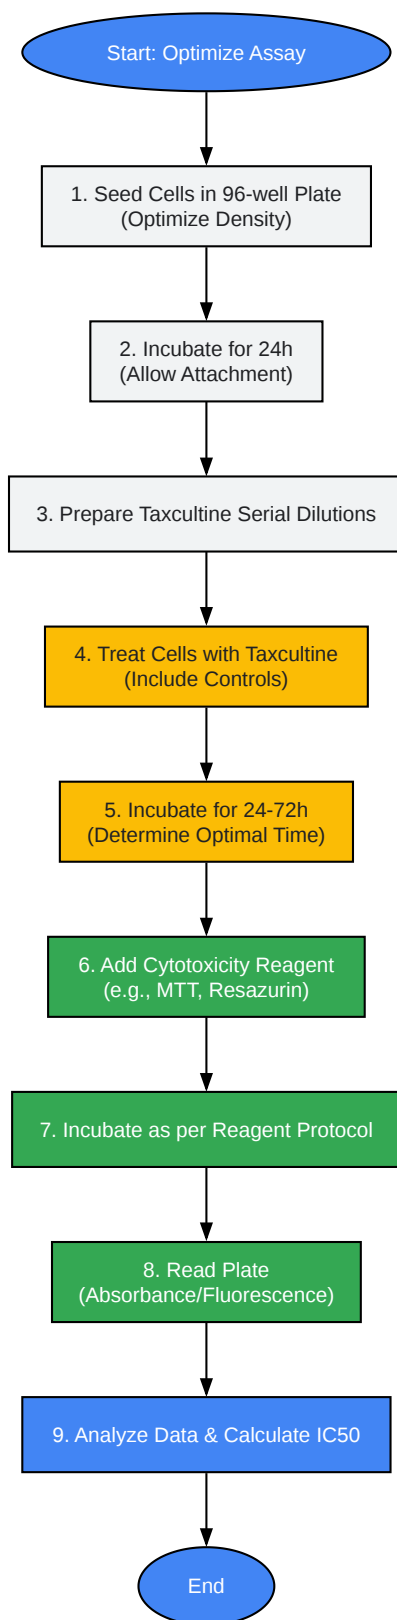 Start: Optimize Assay
1. Seed Cells in 96-well Plate
(Optimize Density)
2. Incubate for 24h
(Allow Attachment)
3. Prepare Taxcultine Serial Dilutions
4. Treat Cells with Taxcultine
(Include Controls)
5. Incubate for 24-72h
(Determine Optimal Time)
6. Add Cytotoxicity Reagent
(e.g., MTT, Resazurin)
7. Incubate as per Reagent Protocol
8. Read Plate
(Absorbance/Fluorescence)
9. Analyze Data & Calculate IC50
End